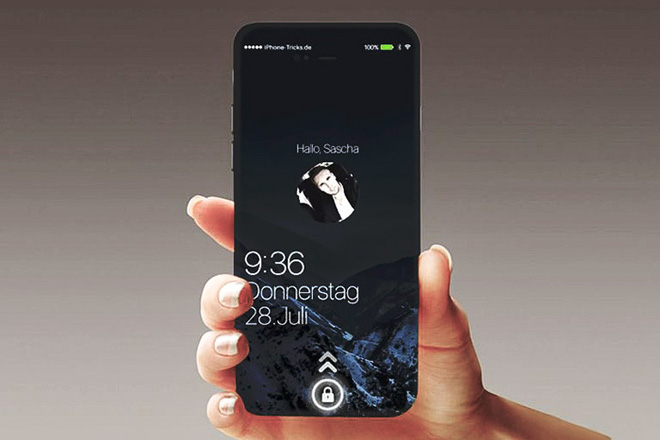 iPhone-Tricks.de 100%
Hallo, Sascha
9:36
Donnerstag
28.Juli